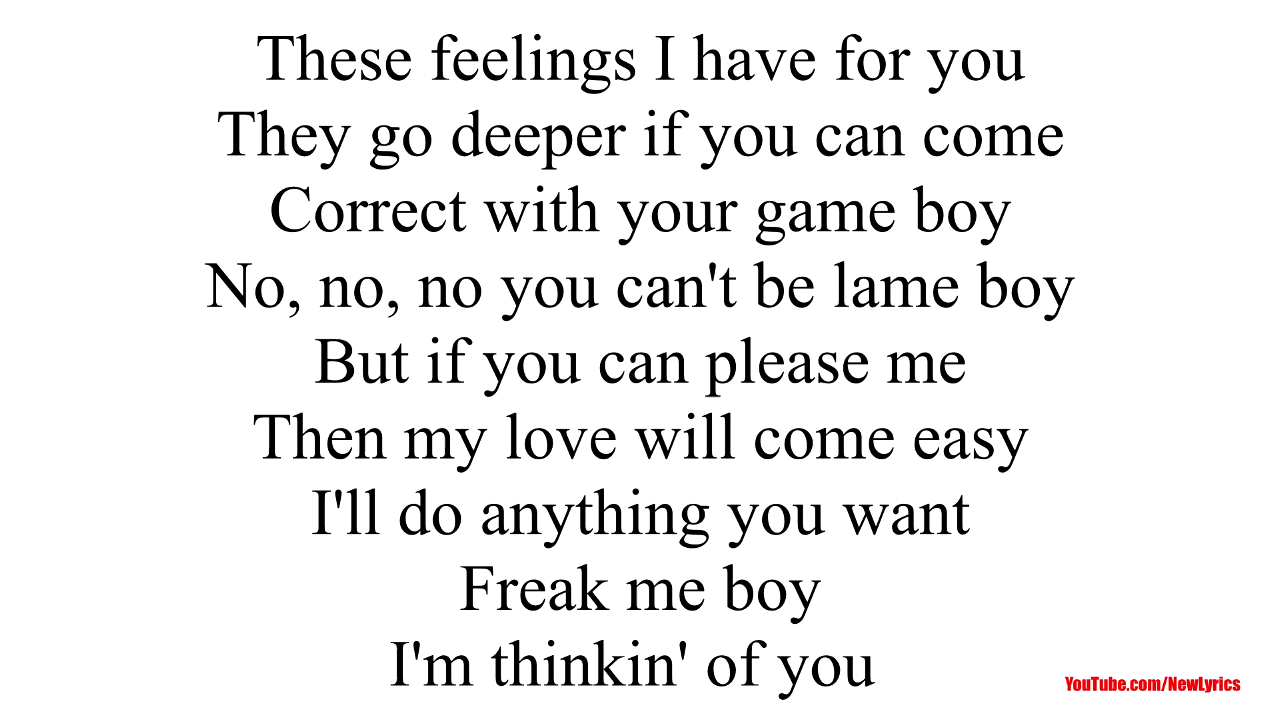 These feelings I have for you
They go deeper if you can come
Correct with your game boy
No, no, no you can't be lame boy
But if you can please me
Then my love will come easy
I'll do anything you want
Freak me boy
I'm thinkin' of you
YouTube.com/NewLyrics